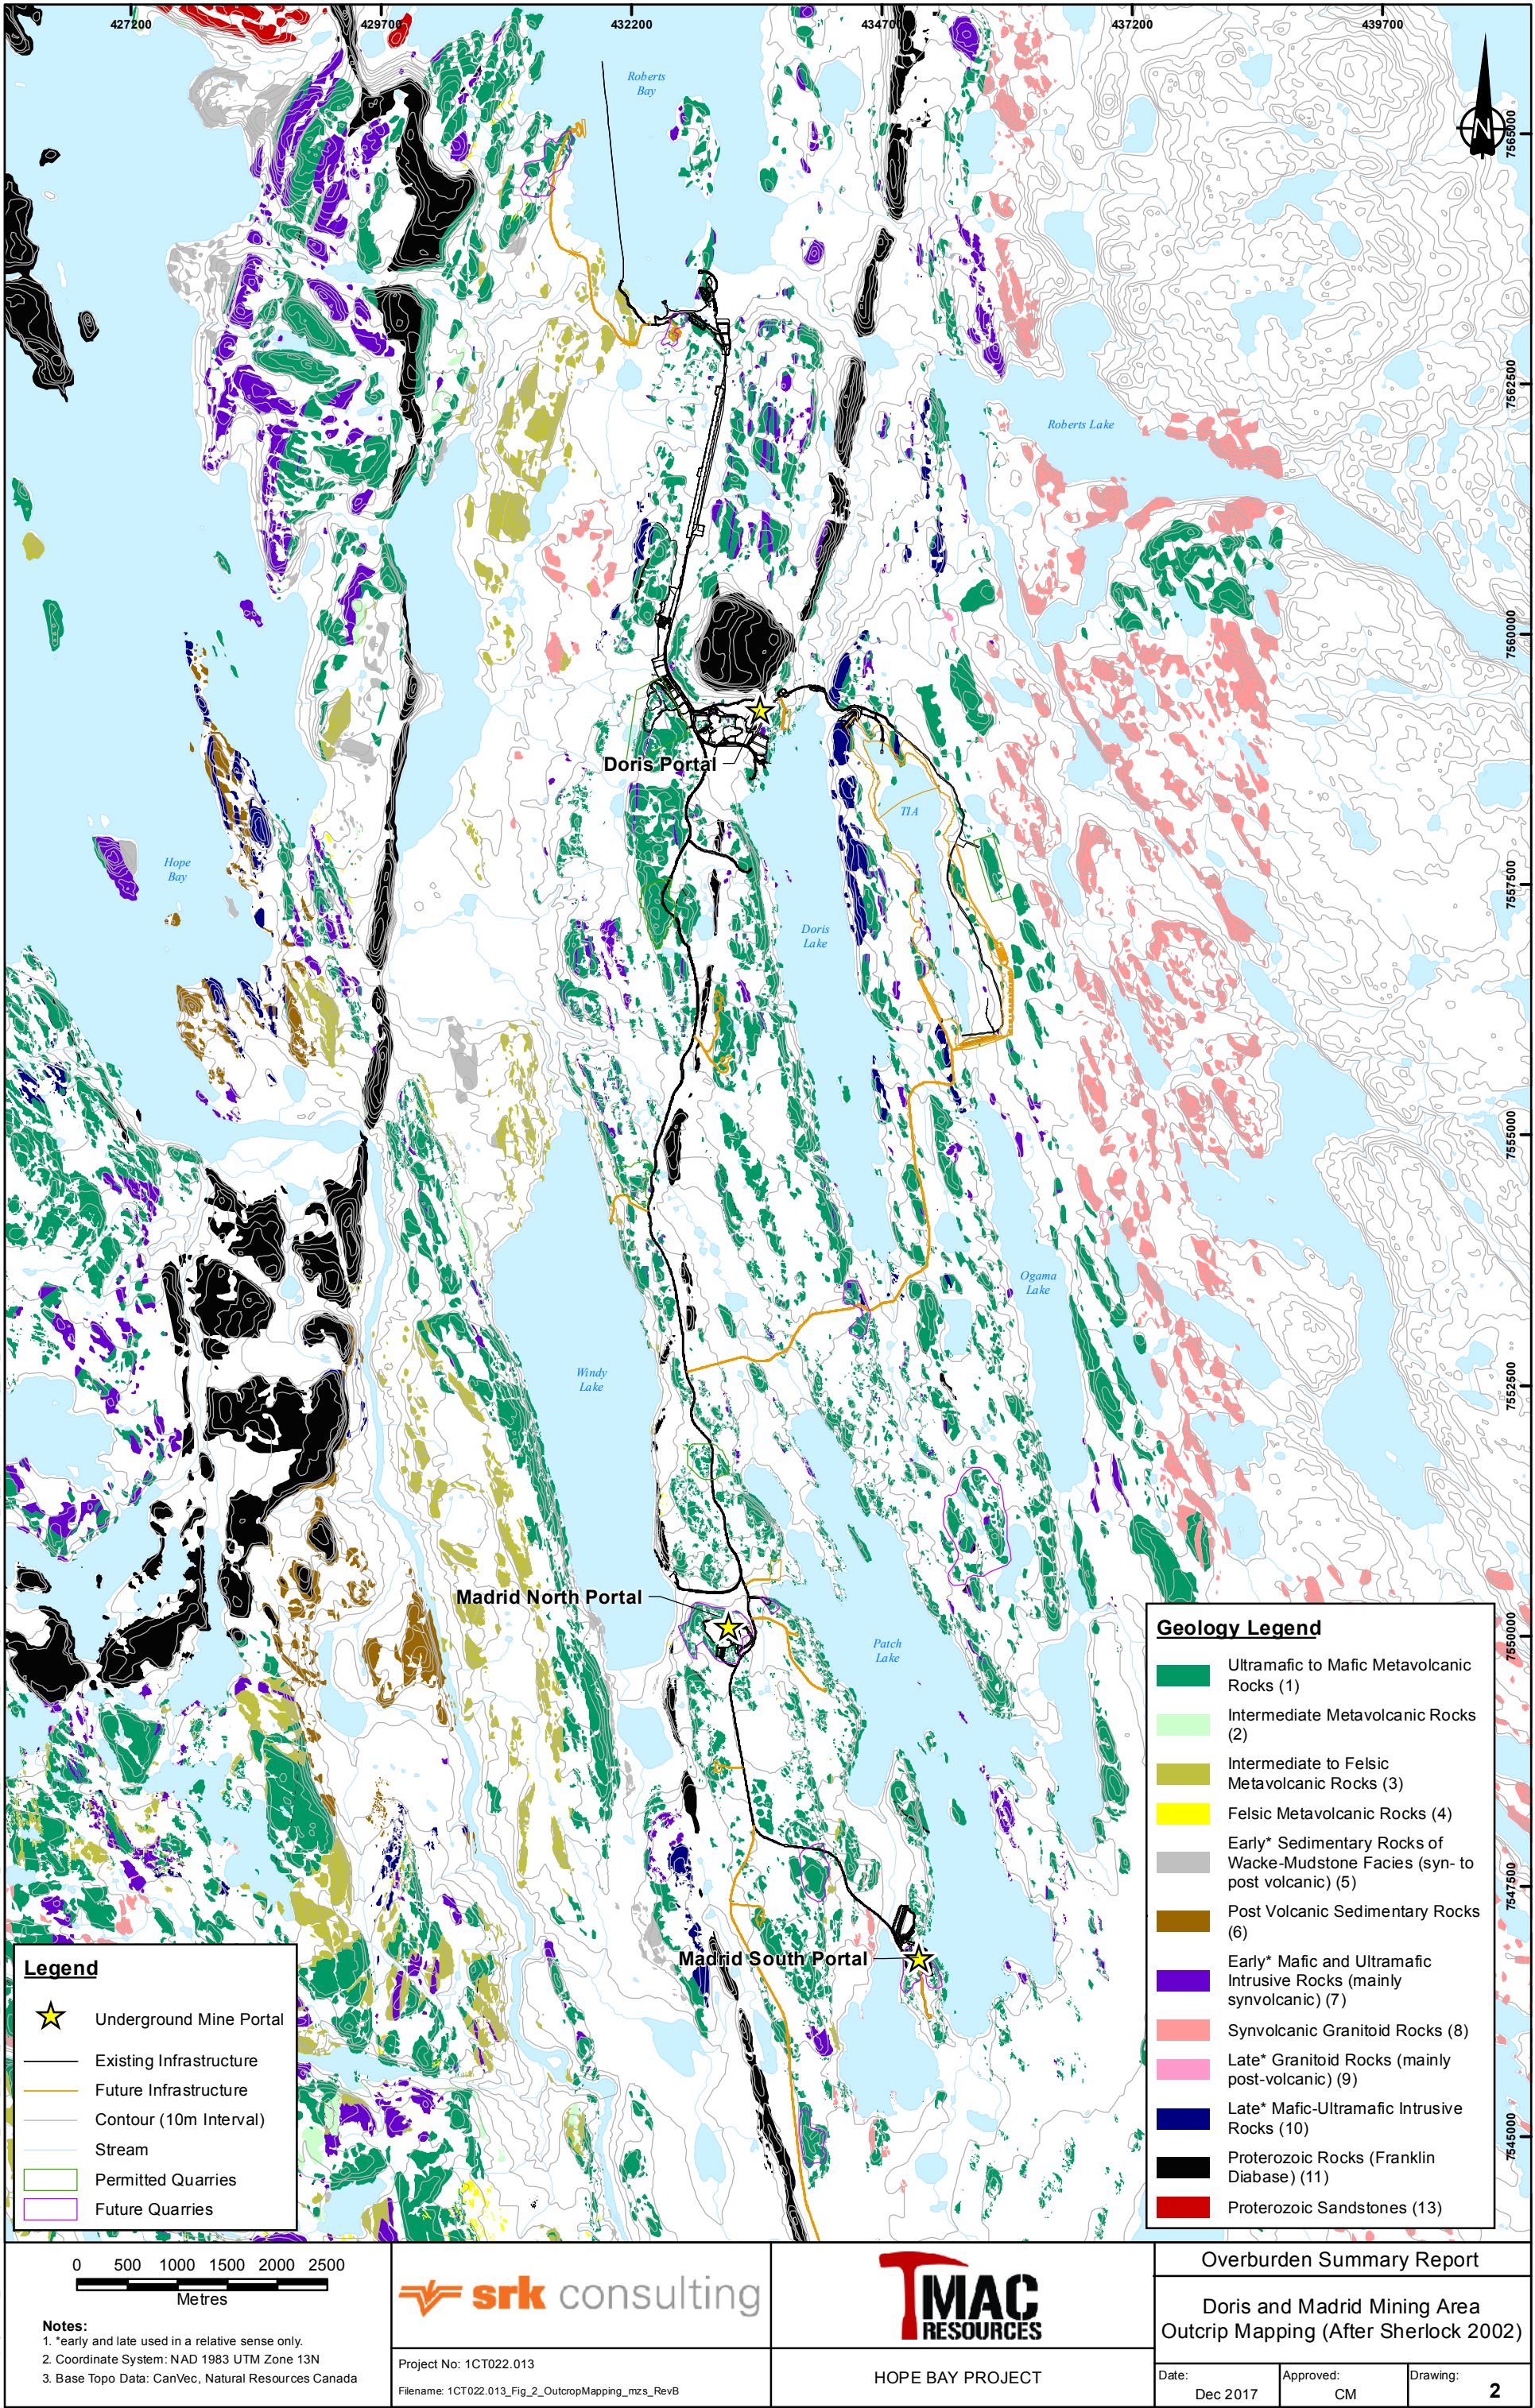 427200 429700 432200 434700 437200 439700
Roberts
Bay
N
7565000
7562500
Roberts Lake
7560000
Doris Portal
TIA
Hope
Bay
7557500
Doris
Lake
7555000
Ogama
Lake
Windy
Lake
7552500
Madrid North Portal
Patch
Lake
7550000
7547500
Madrid South Portal
7545000
Geology Legend
Ultramafic to Mafic Metavolcanic
Rocks (1)
Intermediate Metavolcanic Rocks
(2)
Intermediate to Felsic
Metavolcanic Rocks (3)
Felsic Metavolcanic Rocks (4)
Early* Sedimentary Rocks of
Wacke-Mudstone Facies (syn- to
post volcanic) (5)
Post Volcanic Sedimentary Rocks
(6)
Early* Mafic and Ultramafic
Intrusive Rocks (mainly
synvolcanic) (7)
Synvolcanic Granitoid Rocks (8)
Late* Granitoid Rocks (mainly
post-volcanic) (9)
Late* Mafic-Ultramafic Intrusive
Rocks (10)
Proterozoic Rocks (Franklin
Diabase) (11)
Proterozoic Sandstones (13)
Legend
Underground Mine Portal
Existing Infrastructure
Future Infrastructure
Contour (10m Interval)
Stream
Permitted Quarries
Future Quarries
0 500 1000 1500 2000 2500
Metres
Notes:
1. *early and late used in a relative sense only.
2. Coordinate System: NAD 1983 UTM Zone 13N
3. Base Topo Data: CanVec, Natural Resources Canada
srk consulting
Project No: 1CT022.013
Filename: 1CT022.013_Fig_2_OutcropMapping_mzs_RevB
TMAC
RESOURCES
HOPE BAY PROJECT
Overburden Summary Report
Doris and Madrid Mining Area
Outcrip Mapping (After Sherlock 2002)
Date:
Dec 2017
Approved:
CM
Drawing:
2